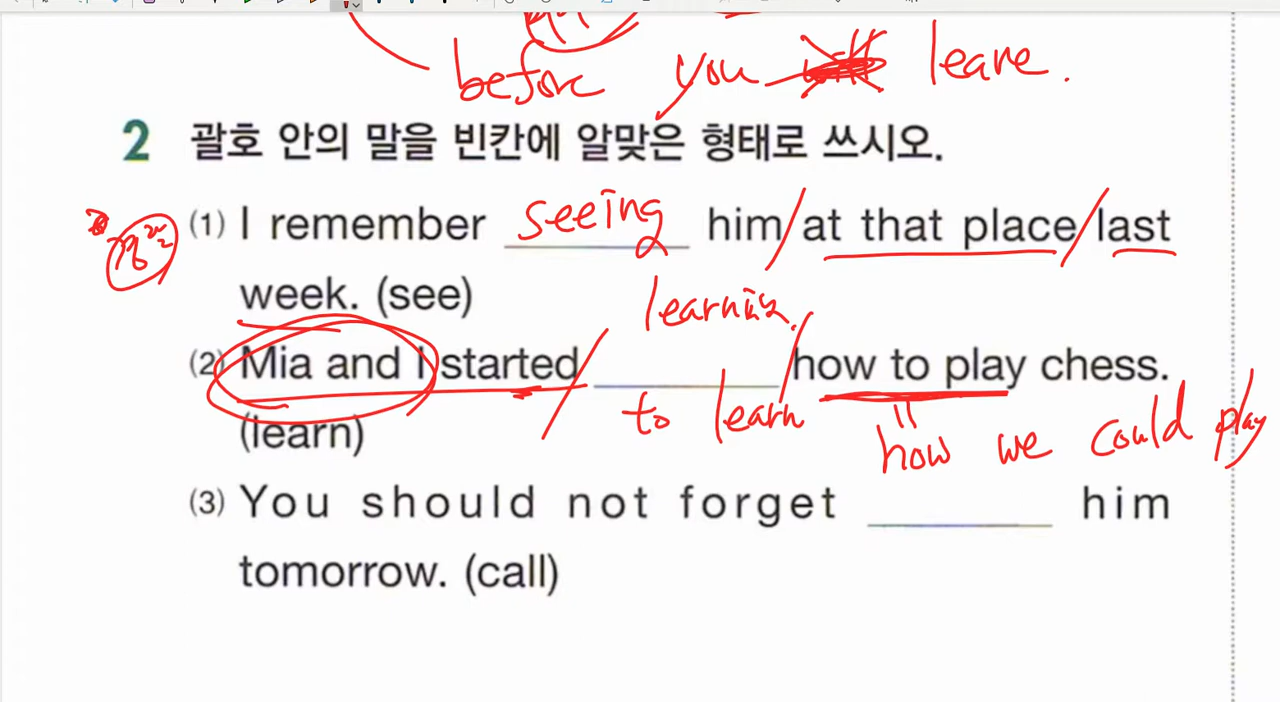 before you leave.
2 괄호 안의 말을 빈칸에 알맞은 형태로 쓰시오.
(1) I remember seeing him / at that place / last
week. (see)
learning
(2) Mia and I started / / how to play chess.
to learn
(learn)
how we could play
(3) You should not forget him
tomorrow. (call)